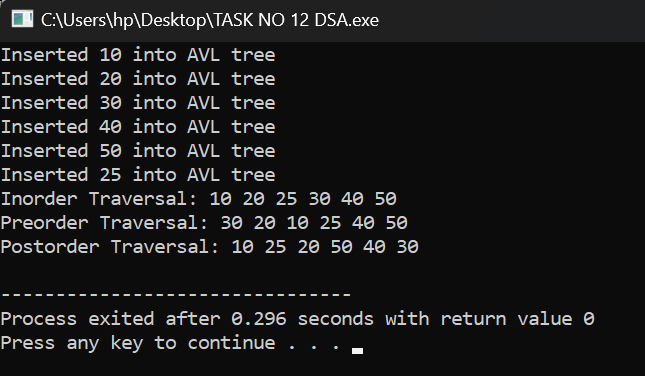 C:\Users\hp\Desktop\TASK NO 12 DSA.exe
Inserted 10 into AVL tree
Inserted 20 into AVL tree
Inserted 30 into AVL tree
Inserted 40 into AVL tree
Inserted 50 into AVL tree
Inserted 25 into AVL tree
Inorder Traversal: 10 20 25 30 40 50
Preorder Traversal: 30 20 10 25 40 50
Postorder Traversal: 10 25 20 50 40 30
--------------------------------
Process exited after 0.296 seconds with return value 0
Press any key to continue . . .